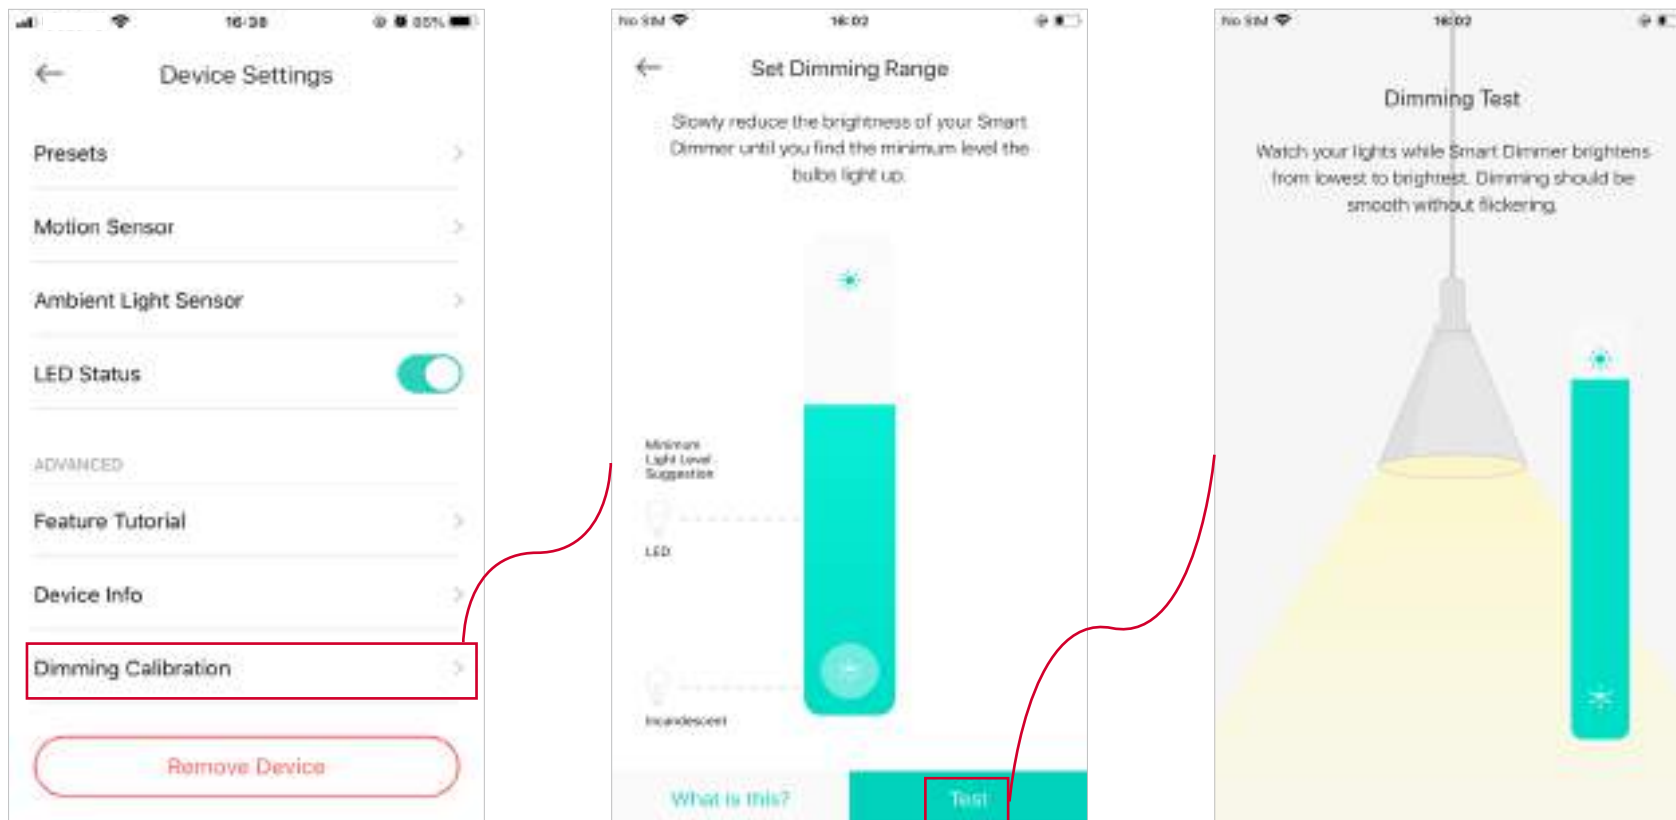 16:38
85%
Device Settings
Presets
Motion Sensor
Ambient Light Sensor
LED Status
ADVANCED
Feature Tutorial
Device Info
Dimming Calibration
Remove Device
No SIM
16:02
Set Dimming Range
Slowly reduce the brightness of your Smart
Dimmer until you find the minimum level the
bulbs light up.
Minimum
Light Level
Suggestion
LED
Incandescent
What is this?
Test
No SIM
16:02
Dimming Test
Watch your lights while Smart Dimmer brightens
from lowest to brightest. Dimming should be
smooth without flickering.